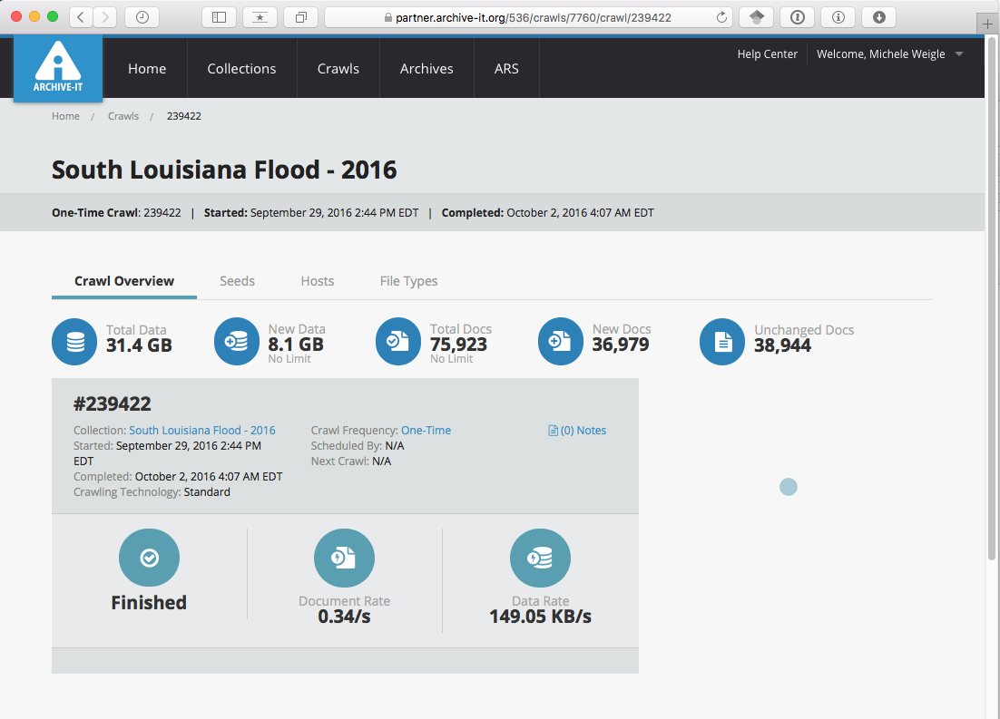 partner.archive-it.org/536/crawls/7760/crawl/239422
ARCHIVE-IT
Home
Collections
Crawls
Archives
ARS
Help Center
Welcome, Michele Weigle
Home / Crawls / 239422
South Louisiana Flood - 2016
One-Time Crawl: 239422 | Started: September 29, 2016 2:44 PM EDT | Completed: October 2, 2016 4:07 AM EDT
Crawl Overview
Seeds
Hosts
File Types
Total Data
31.4 GB
New Data
8.1 GB
No Limit
Total Docs
75,923
No Limit
New Docs
36,979
Unchanged Docs
38,944
#239422
Collection: South Louisiana Flood - 2016
Started: September 29, 2016 2:44 PM
EDT
Completed: October 2, 2016 4:07 AM EDT
Crawling Technology: Standard
Crawl Frequency: One-Time
Scheduled By: N/A
Next Crawl: N/A
(0) Notes
Finished
Document Rate
0.34/s
Data Rate
149.05 KB/s